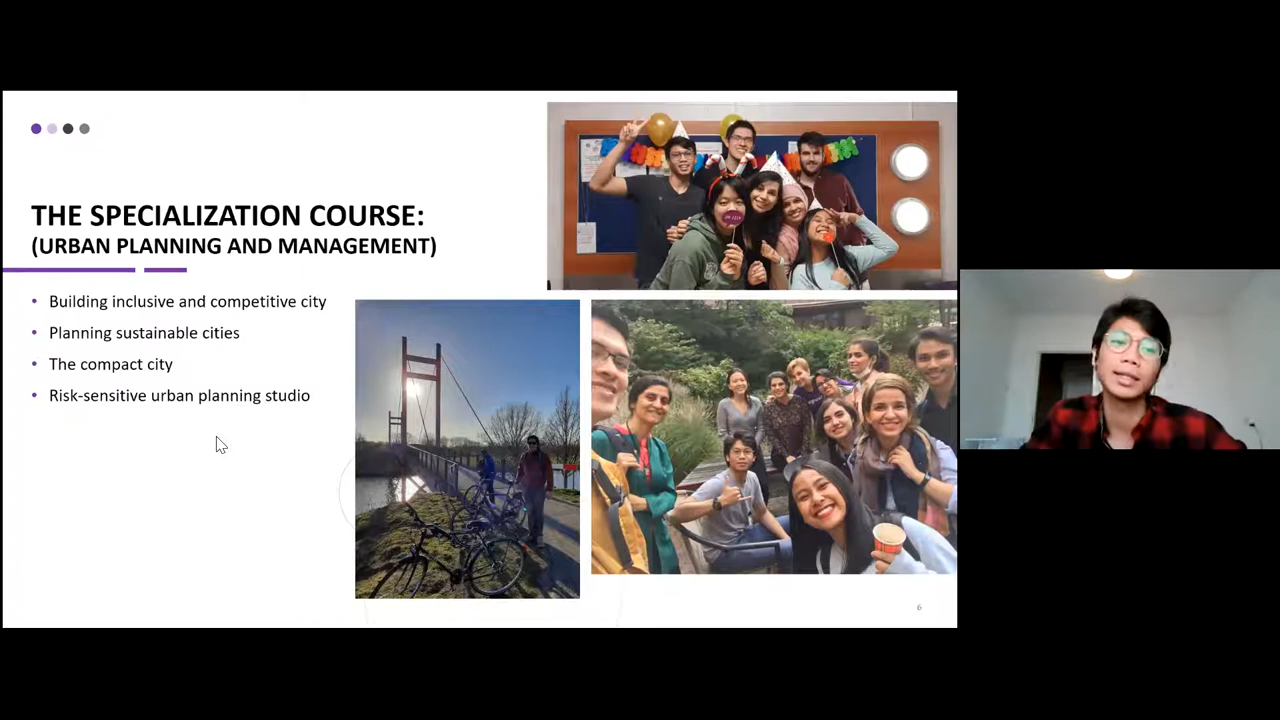 THE SPECIALIZATION COURSE:
(URBAN PLANNING AND MANAGEMENT)
• Building inclusive and competitive city
• Planning sustainable cities
• The compact city
• Risk-sensitive urban planning studio
6